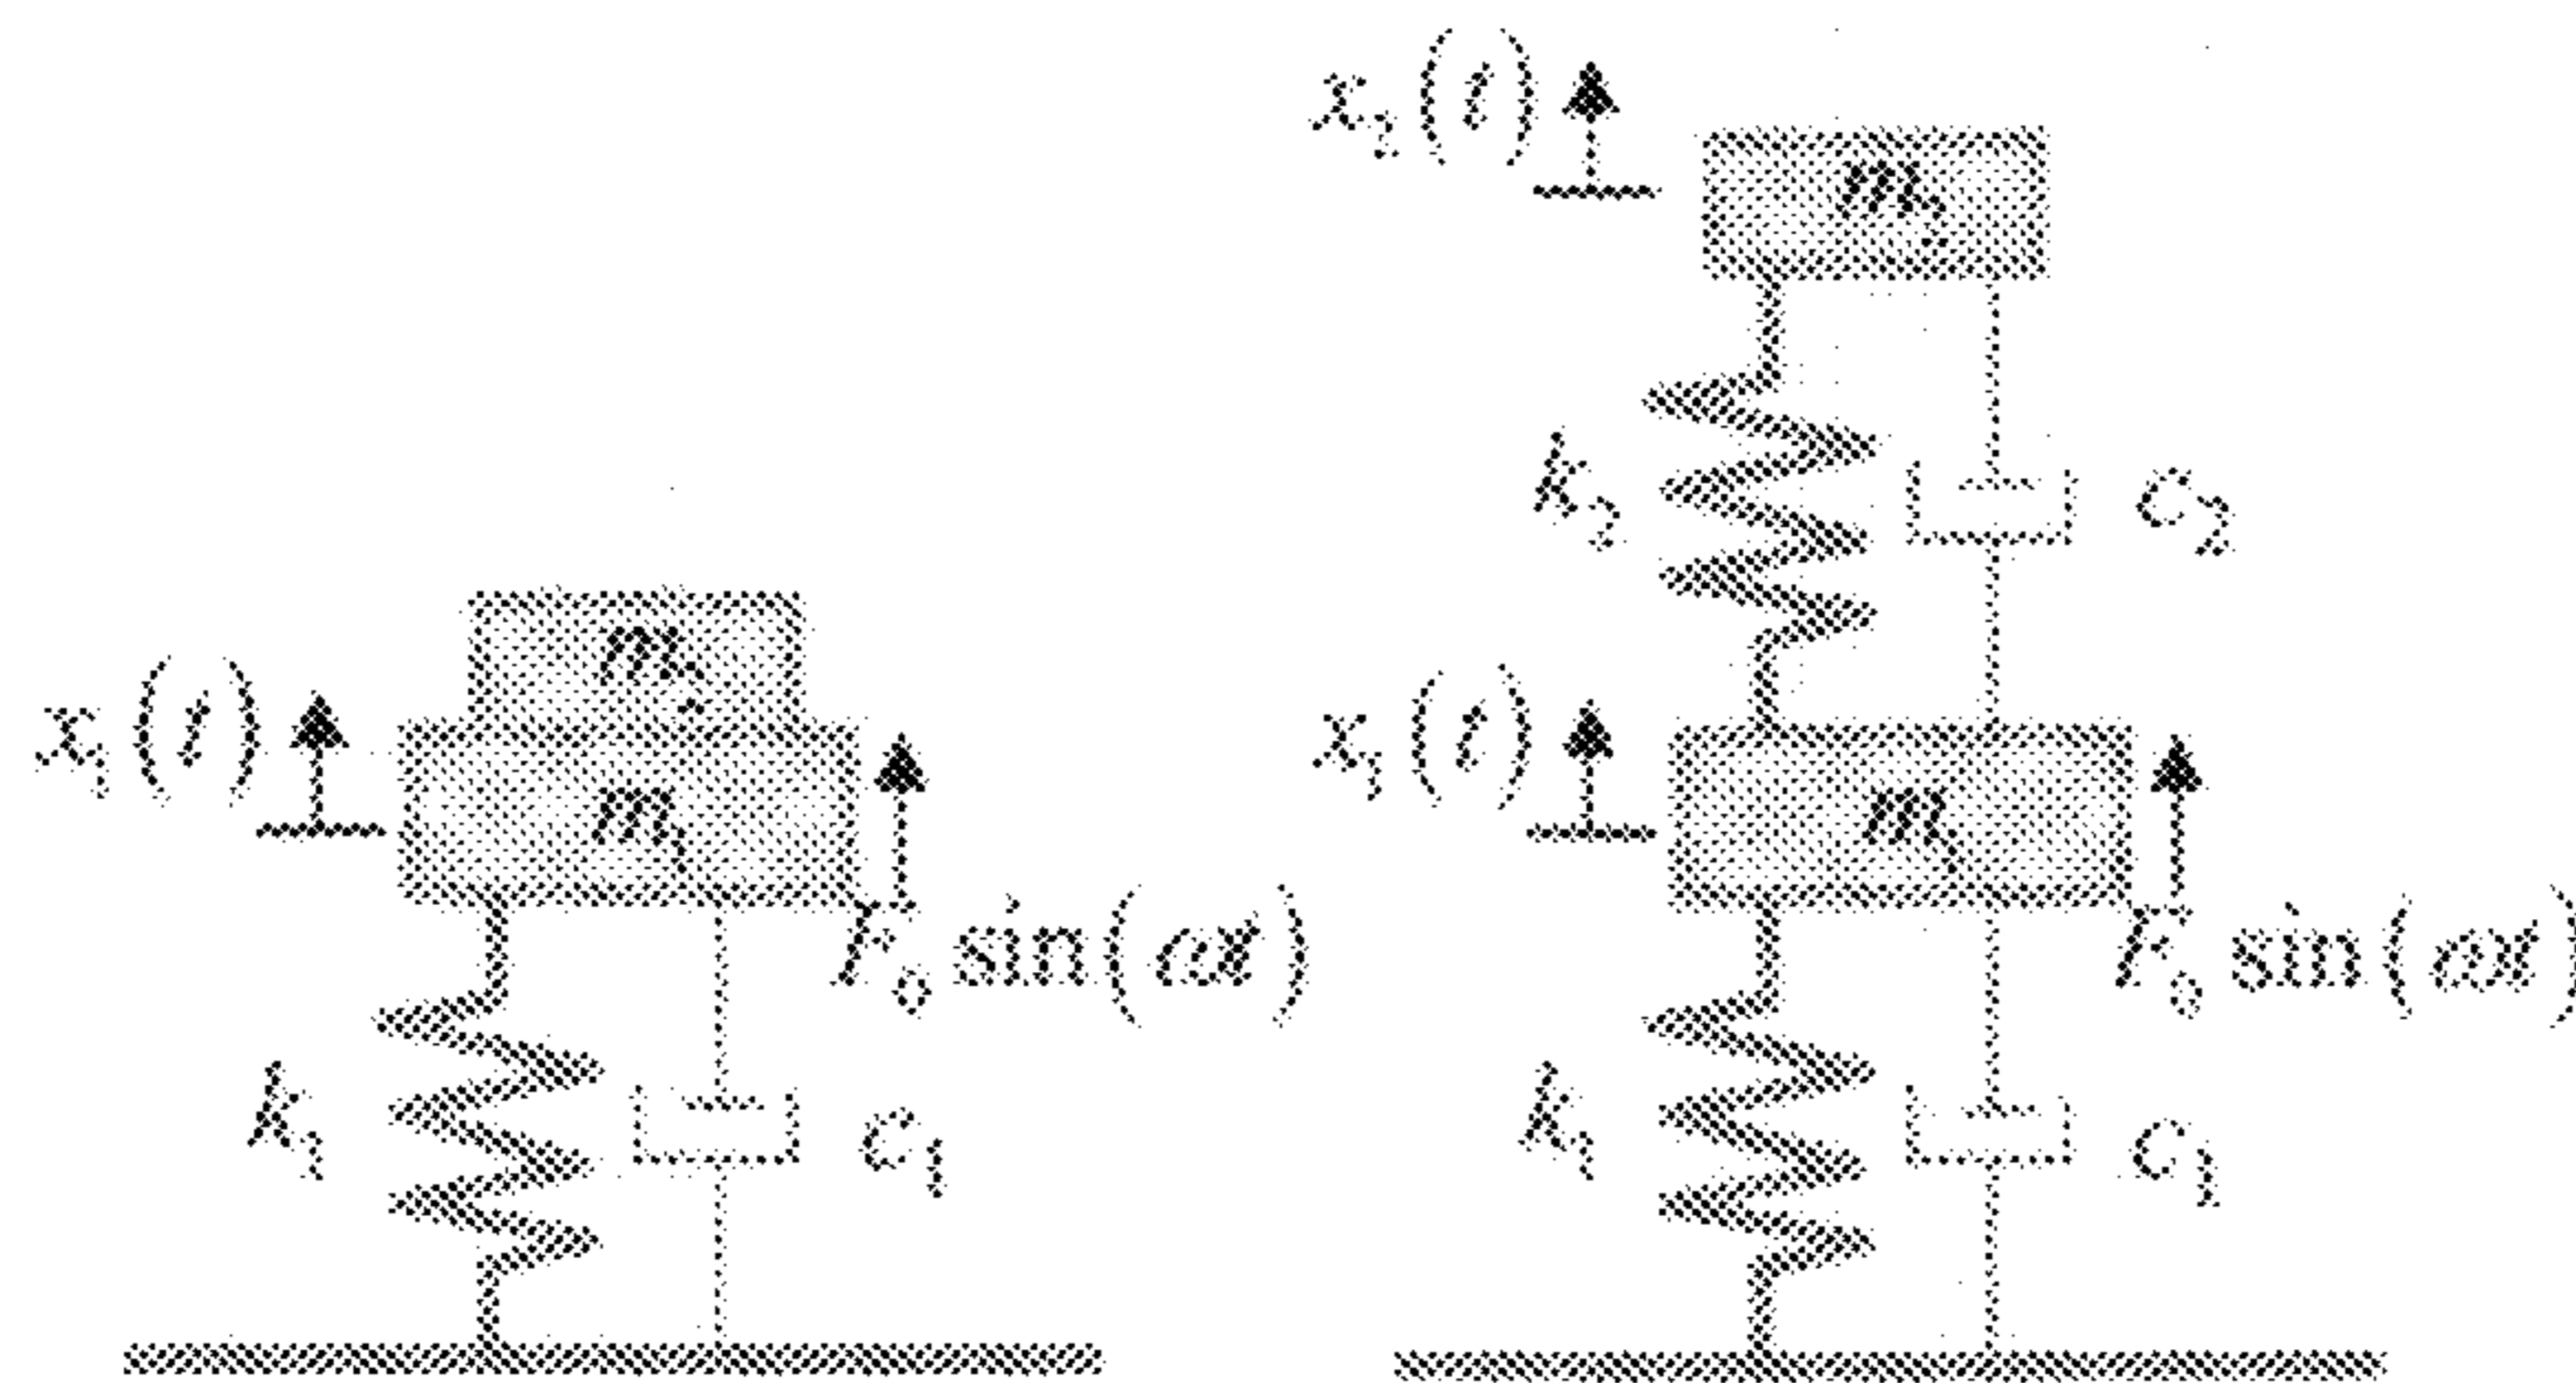 x₂(t)
m₂
k₂
c₂
m₂
x₁(t)
m₁
F₀ sin(ωt)
k₁
c₁
x₁(t)
m₁
F₀ sin(ωt)
k₁
c₁